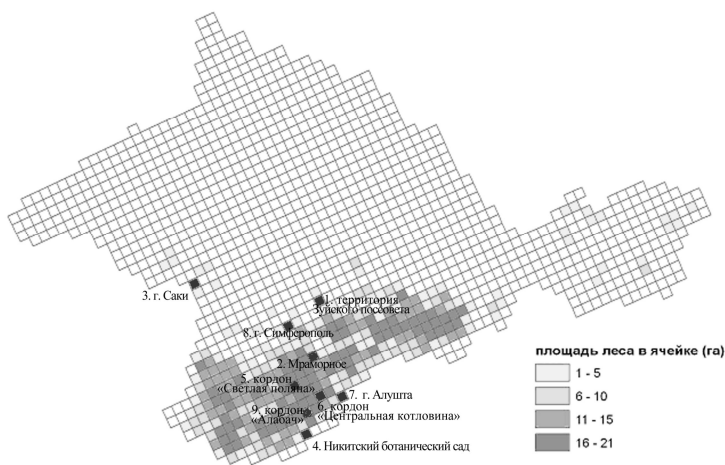 1. территория
Зуйского поссовета
3. г. Саки
8. г. Симферополь
2. Мраморное
5. кордон
«Светлая поляна»
7. г. Алушта
6. кордон
9. кордон
«Центральная котловина»
«Алабач»
4. Никитский ботанический сад
площадь леса в ячейке (га)
1 - 5
6 - 10
11 - 15
16 - 21